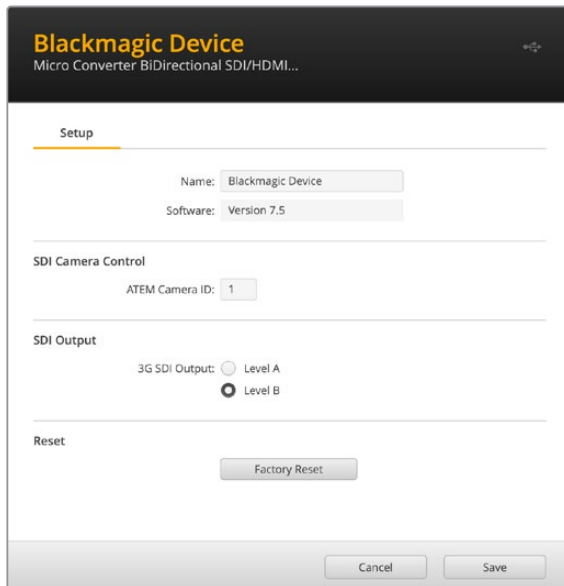 Blackmagic Device
Micro Converter BiDirectional SDI/HDMI...
Setup
Name: Blackmagic Device
Software: Version 7.5
SDI Camera Control
ATEM Camera ID: 1
SDI Output
3G SDI Output: Level A
Level B
Reset
Factory Reset
Cancel Save